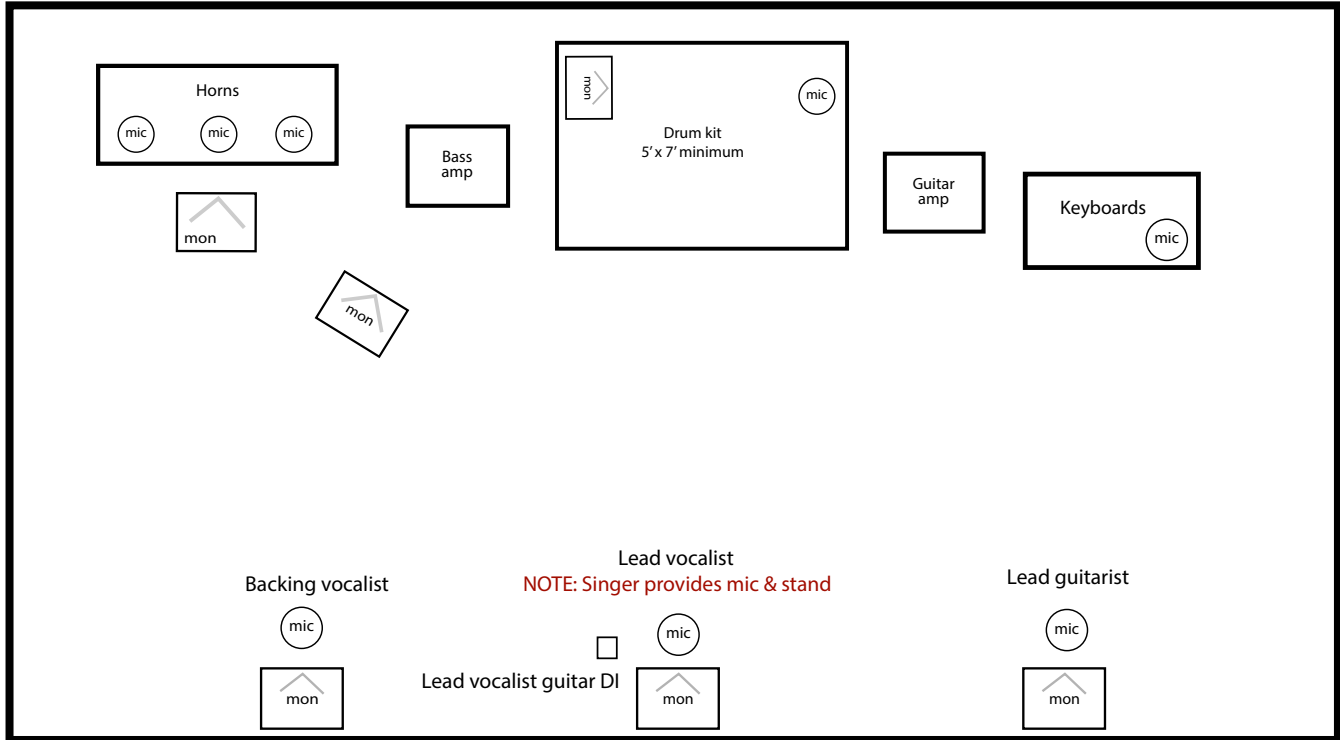 Horns
mic
mic
mic
mon
mon
Bass
amp
mon
mic
Drum kit
5’ x 7’ minimum
Guitar
amp
Keyboards
mic
Backing vocalist
mic
mon
Lead vocalist
NOTE: Singer provides mic & stand
mic
Lead vocalist guitar DI
mon
Lead guitarist
mic
mon